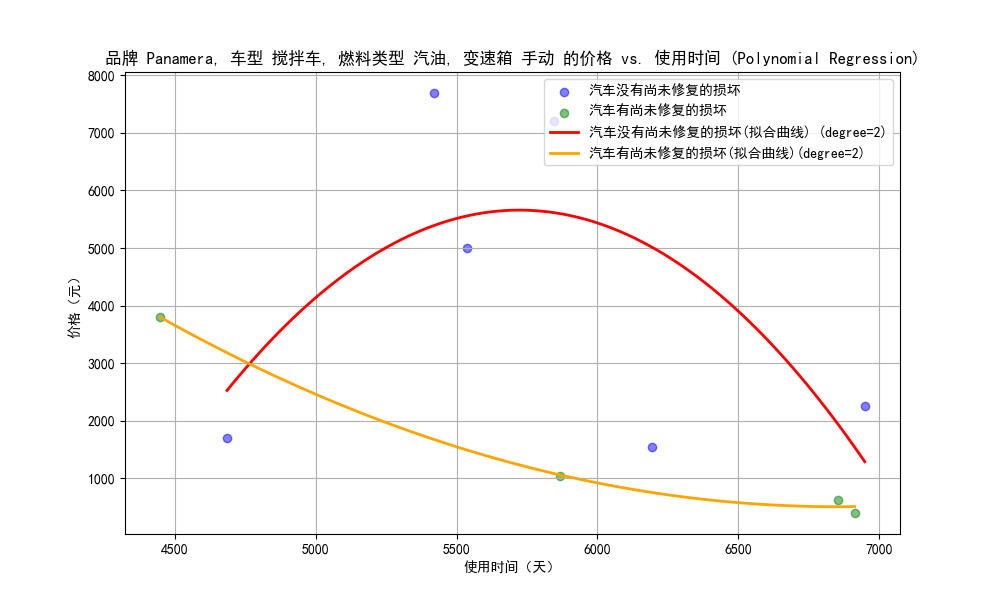 品牌 Panamera, 车型 搅拌车, 燃料类型 汽油, 变速箱 手动 的价格 vs. 使用时间 (Polynomial Regression)
汽车没有尚未修复的损坏
汽车有尚未修复的损坏
汽车没有尚未修复的损坏(拟合曲线) (degree=2)
汽车有尚未修复的损坏(拟合曲线)(degree=2)
8000
7000
6000
5000
4000
3000
2000
1000
价格（元）
4500 5000 5500 6000 6500 7000
使用时间（天）